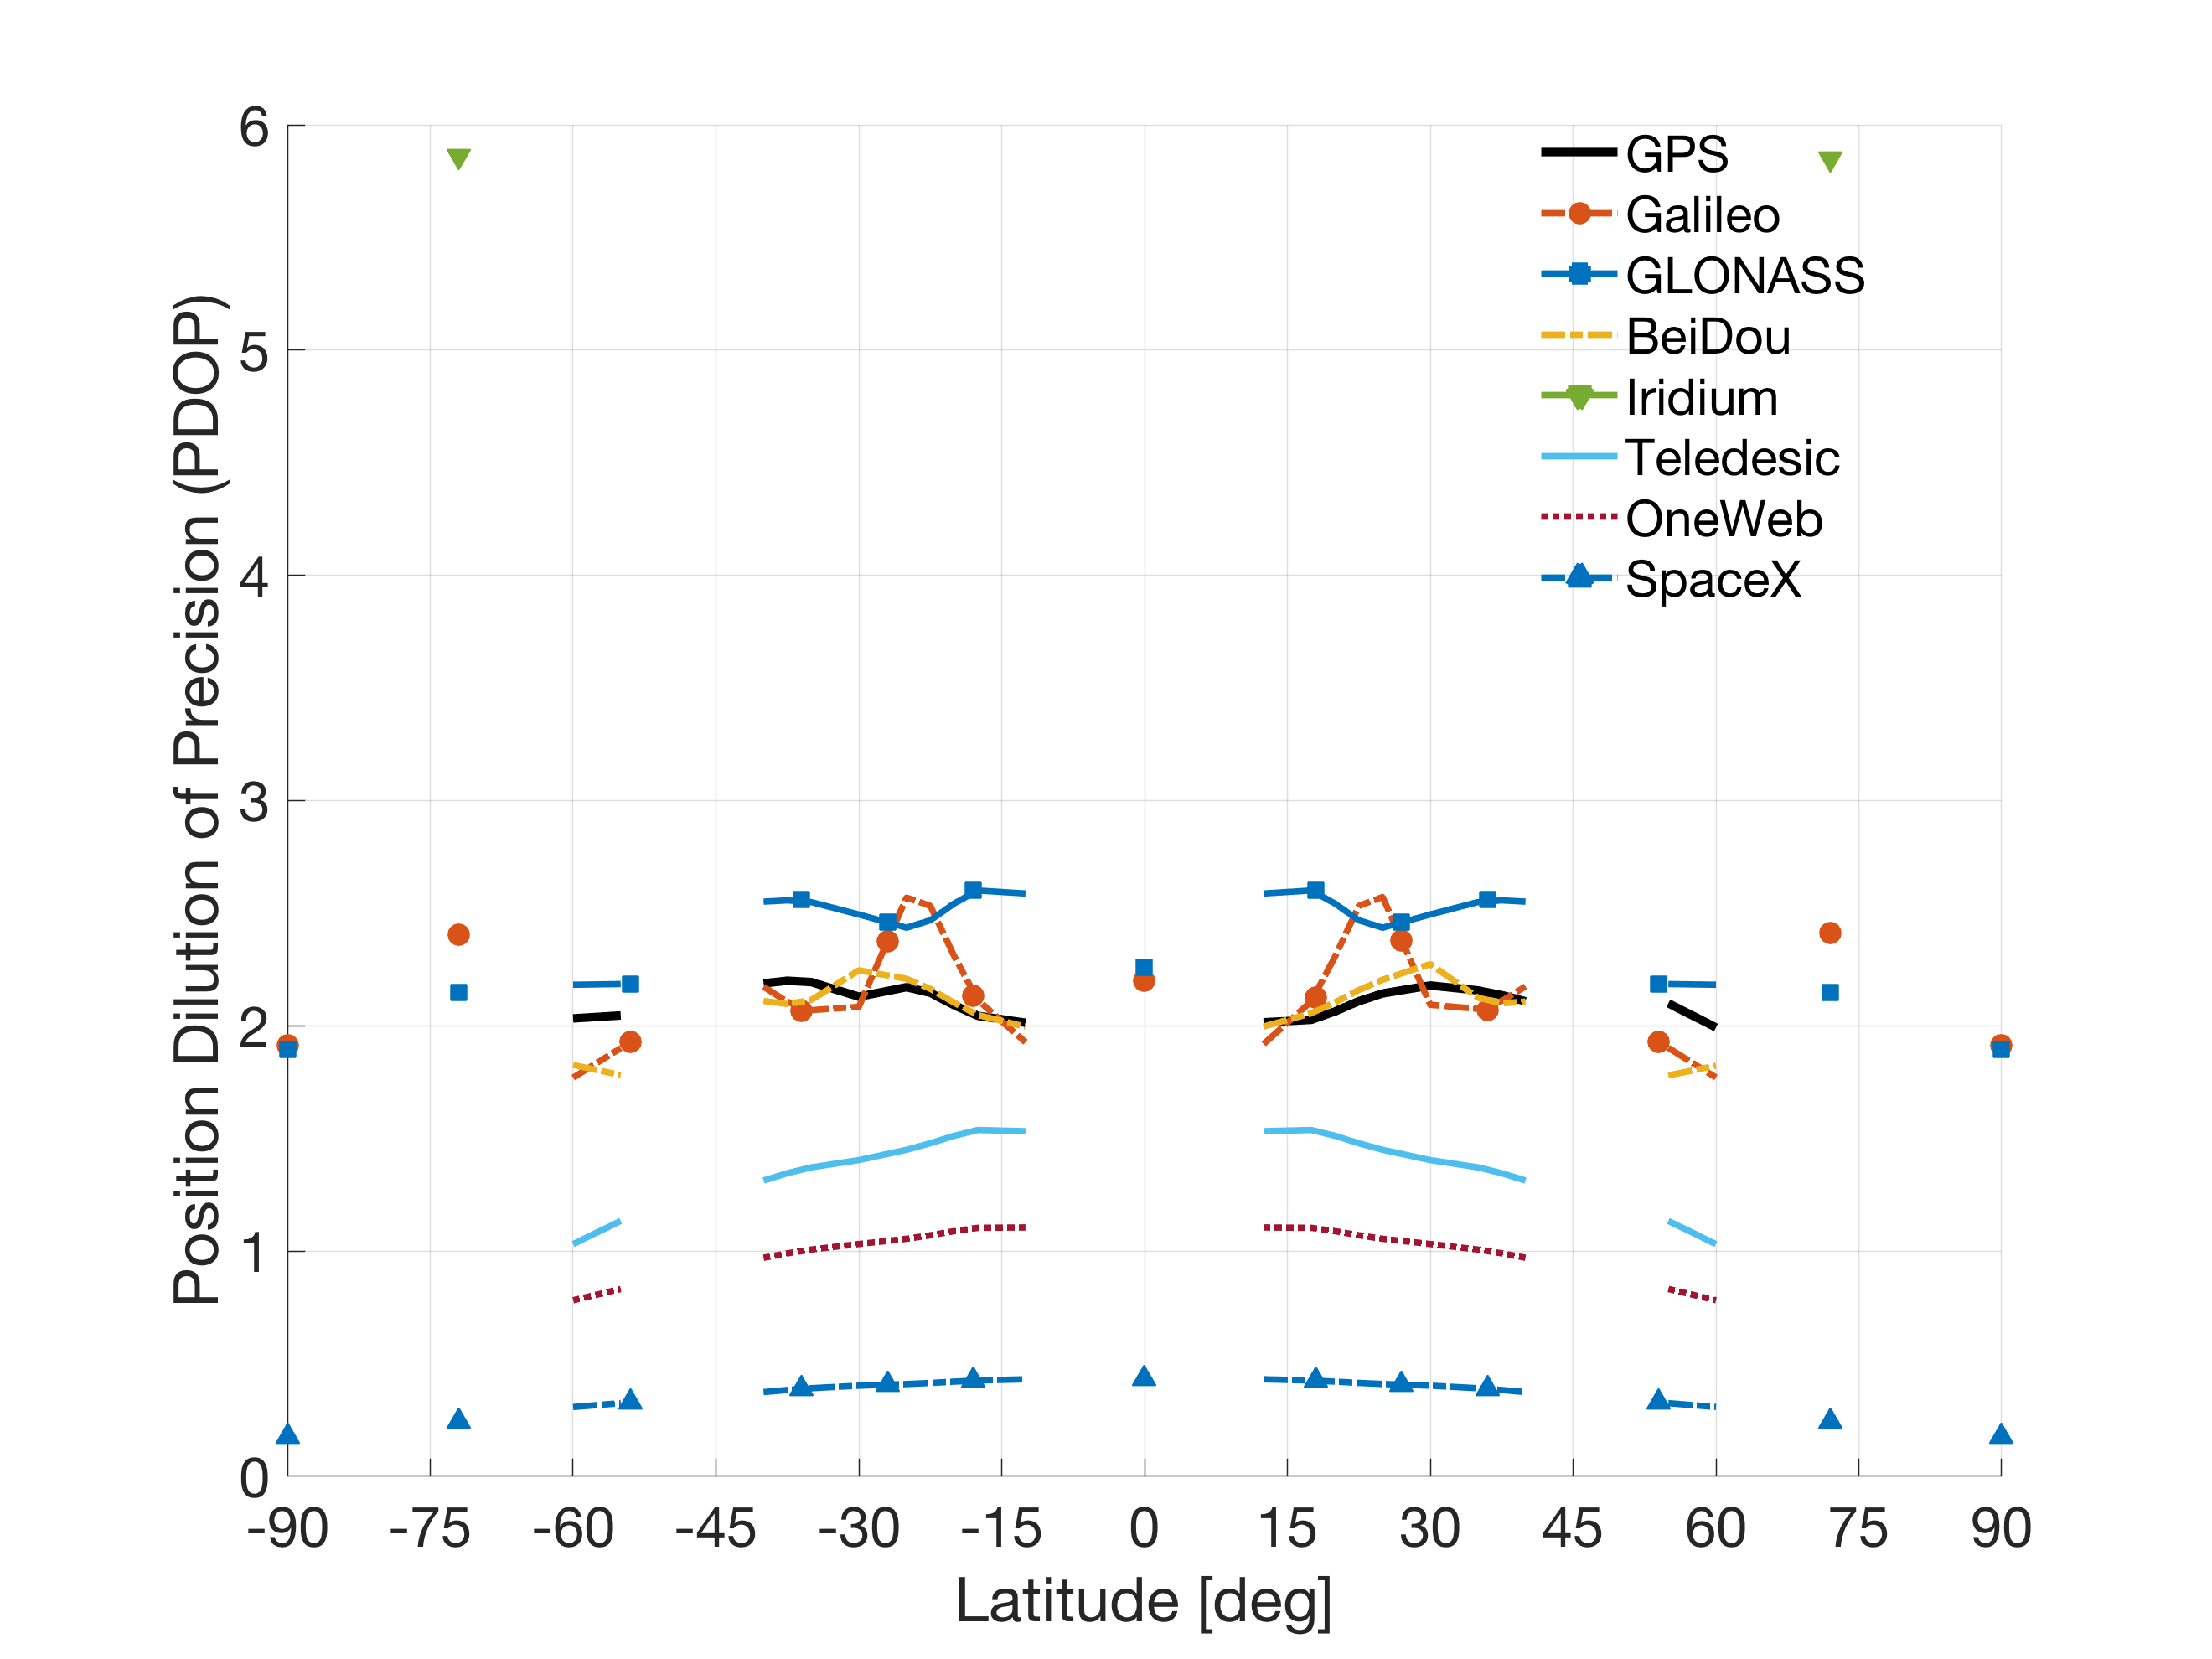 Position Dilution of Precision (PDOP)
6
5
4
3
2
1
0
GPS
Galileo
GLONASS
BeiDou
Iridium
Teledesic
OneWeb
SpaceX
-90 -75 -60 -45 -30 -15 0 15 30 45 60 75 90
Latitude [deg]